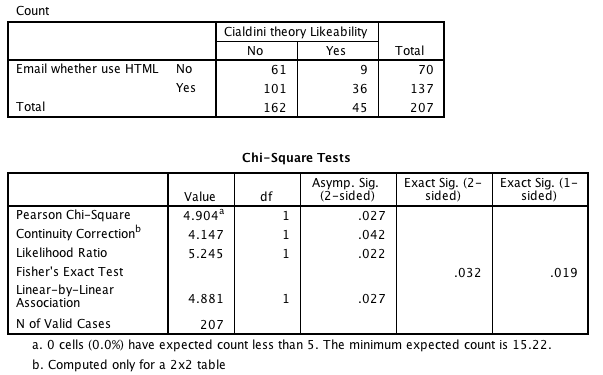 Count
Cialdini theory Likeability
No Yes Total
Email whether use HTML No 61 9 70
Yes 101 36 137
Total 162 45 207
Chi-Square Tests
Value df Asymp. Sig. (2-sided) Exact Sig. (2-sided) Exact Sig. (1-sided)
Pearson Chi-Square 4.904a 1 .027
Continuity Correctionb 4.147 1 .042
Likelihood Ratio 5.245 1 .022
Fisher's Exact Test .032 .019
Linear-by-Linear Association 4.881 1 .027
N of Valid Cases 207
a. 0 cells (0.0%) have expected count less than 5. The minimum expected count is 15.22.
b. Computed only for a 2x2 table